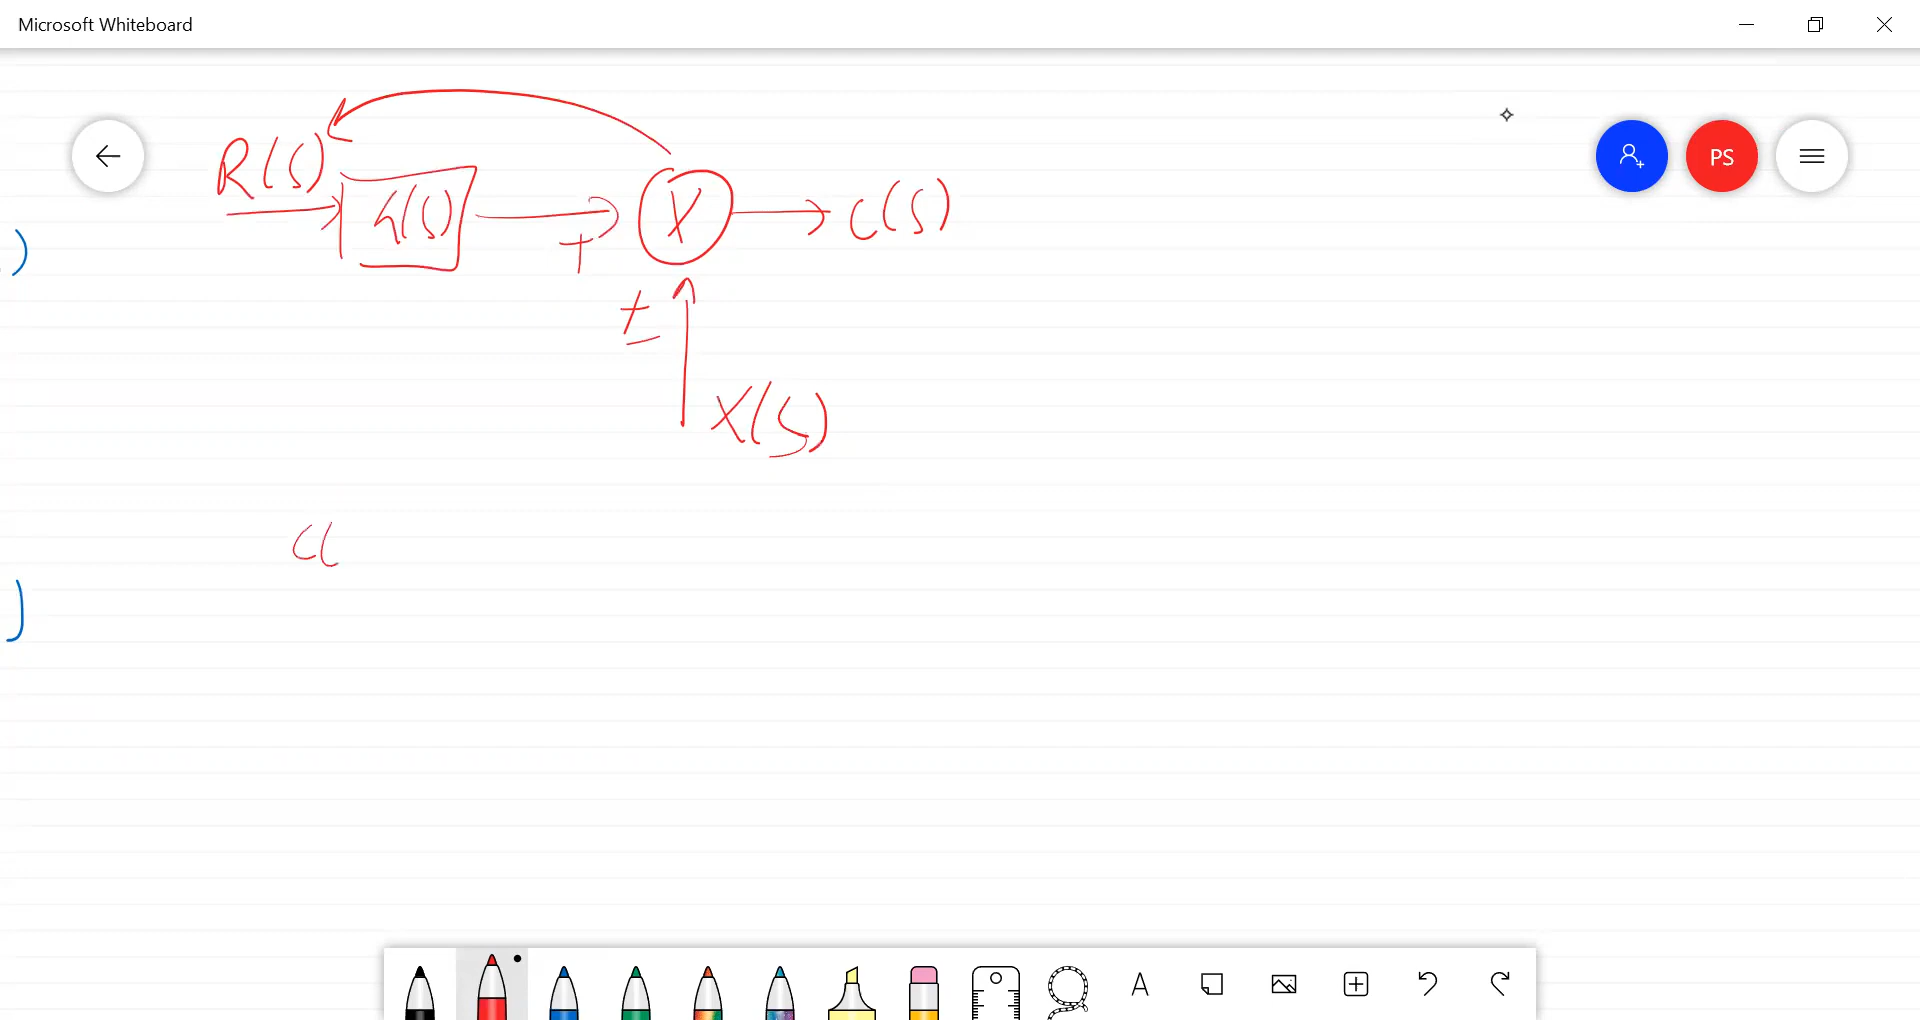 Microsoft Whiteboard
R(s)
G(s)
+
X
C(s)
±
X(s)
C(
)
)
PS
A